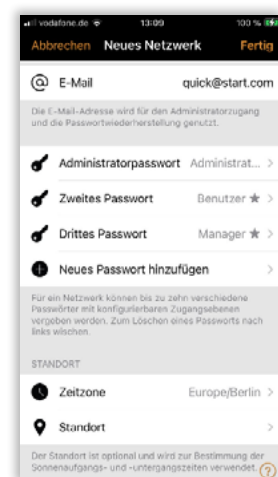 vodafone.de 13:09 100 %
Abbrechen Neues Netzwerk Fertig
@ E-Mail quick@start.com
Die E-Mail-Adresse wird für den Administratorzugang
und die Passwortwiederherstellung genutzt.
Administratorpasswort Administrat... >
Zweites Passwort Benutzer ★ >
Drittes Passwort Manager ★ >
Neues Passwort hinzufügen >
Für ein Netzwerk können bis zu zehn verschiedene
Passwörter mit konfigurierbaren Zugangsebenen
vergeben werden. Zum Löschen eines Passworts nach
links wischen.
STANDORT
Zeitzone Europe/Berlin >
Standort >
Der Standort ist optional und wird zur Bestimmung der
Sonnenaufgangs- und -untergangszeiten verwendet. ?